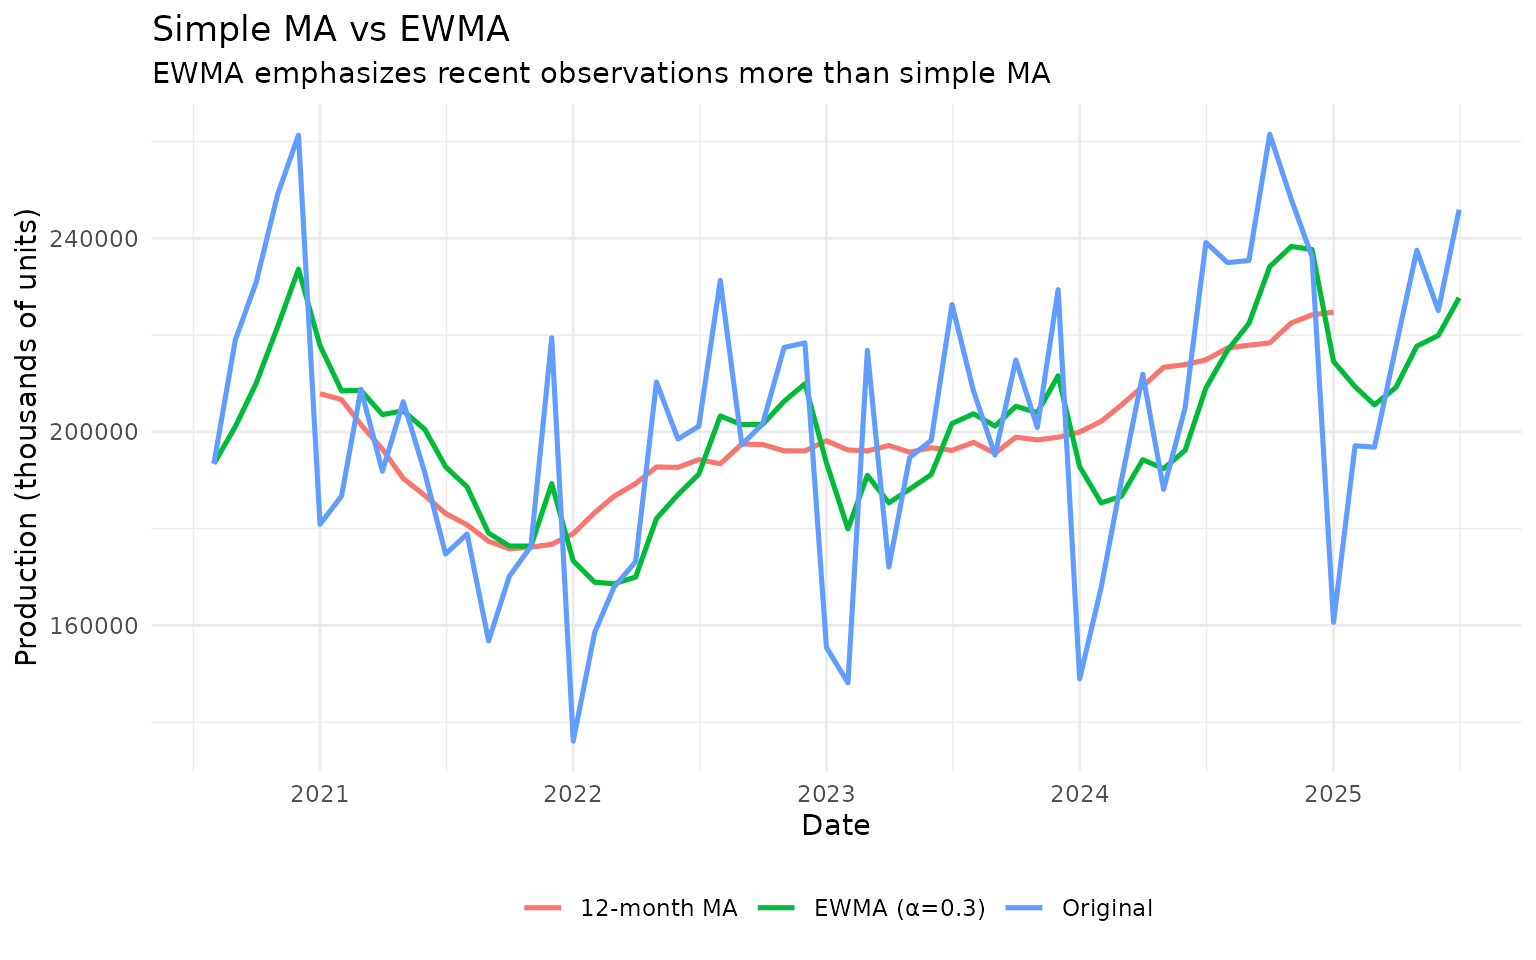 Simple MA vs EWMA
EWMA emphasizes recent observations more than simple MA
Production (thousands of units)
240000
200000
160000
2021 2022 2023 2024 2025
Date
12-month MA EWMA (α=0.3) Original